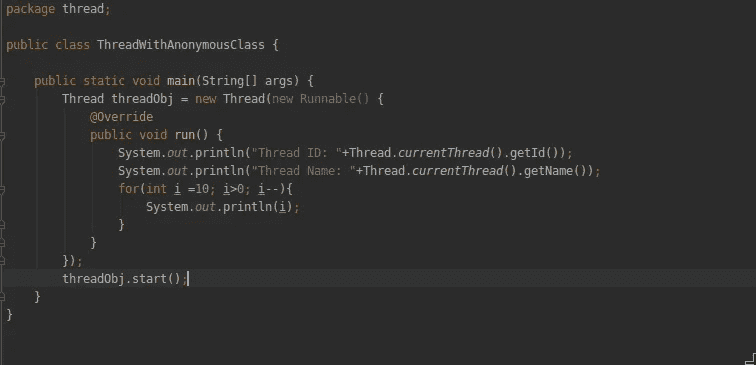 package thread;
public class ThreadWithAnonymousClass {
public static void main(String[] args) {
Thread threadObj = new Thread(new Runnable() {
@Override
public void run() {
System.out.println("Thread ID: "+Thread.currentThread().getId());
System.out.println("Thread Name: "+Thread.currentThread().getName());
for(int i =10; i>0; i--){
System.out.println(i);
}
}
});
threadObj.start();
}
}